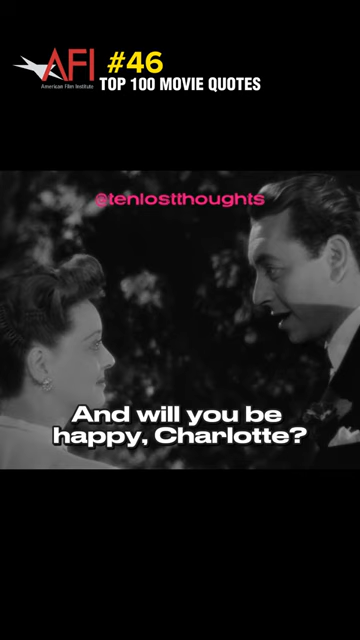 AFI
American Film Institute
#46
TOP 100 MOVIE QUOTES
@tenlostthoughts
And will you be
happy, Charlotte?